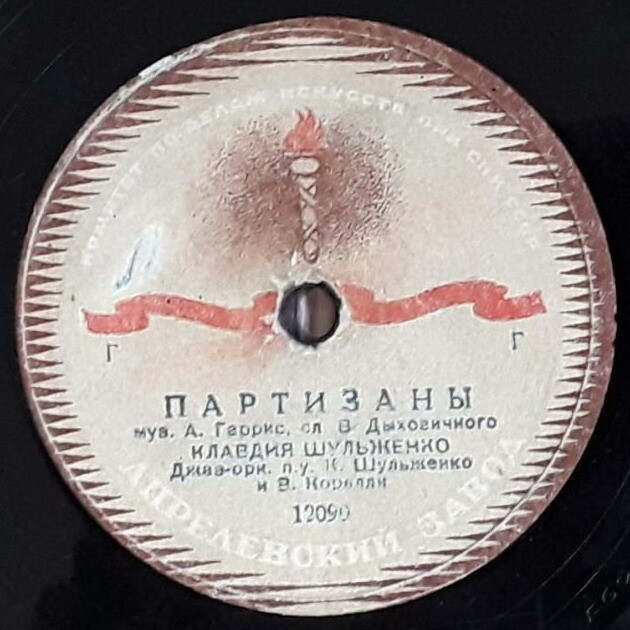 КОМИТЕТ ПО ДЕЛАМ ИСКУССТВ ПРИ СНК СССР
Г Г
ПАРТИЗАНЫ
муз. А. Гаррис, сл. В. Дыховичного
КЛАВДИЯ ШУЛЬЖЕНКО
Джаз-орк. п.у. К. Шульженко
и В. Коралли
12090
АПРЕЛЕВСКИЙ ЗАВОД